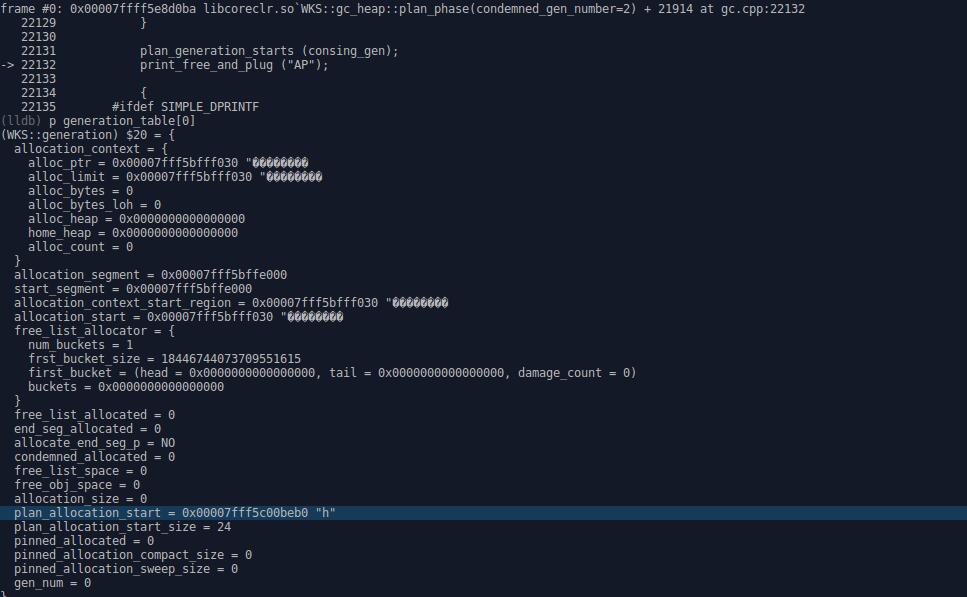 frame #0: 0x00007ffff5e8d0ba libcoreclr.so`WKS::gc_heap::plan_phase(condemned_gen_number=2) + 21914 at gc.cpp:22132
22129 }
22130
22131 plan_generation_starts (consing_gen);
-> 22132 print_free_and_plug ("AP");
22133
22134 {
22135 #ifdef SIMPLE_DPRINTF
(lldb) p generation_table[0]
(WKS::generation) $20 = {
allocation_context = {
alloc_ptr = 0x00007fff5bfff030 "��������
alloc_limit = 0x00007fff5bfff030 "��������
alloc_bytes = 0
alloc_bytes_loh = 0
alloc_heap = 0x0000000000000000
home_heap = 0x0000000000000000
alloc_count = 0
}
allocation_segment = 0x00007fff5bffe000
start_segment = 0x00007fff5bffe000
allocation_context_start_region = 0x00007fff5bfff030 "��������
allocation_start = 0x00007fff5bfff030 "��������
free_list_allocator = {
num_buckets = 1
frst_bucket_size = 18446744073709551615
first_bucket = (head = 0x0000000000000000, tail = 0x0000000000000000, damage_count = 0)
buckets = 0x0000000000000000
}
free_list_allocated = 0
end_seg_allocated = 0
allocate_end_seg_p = NO
condemned_allocated = 0
free_list_space = 0
free_obj_space = 0
allocation_size = 0
plan_allocation_start = 0x00007fff5c00beb0 "h"
plan_allocation_start_size = 24
pinned_allocated = 0
pinned_allocation_compact_size = 0
pinned_allocation_sweep_size = 0
gen_num = 0
}